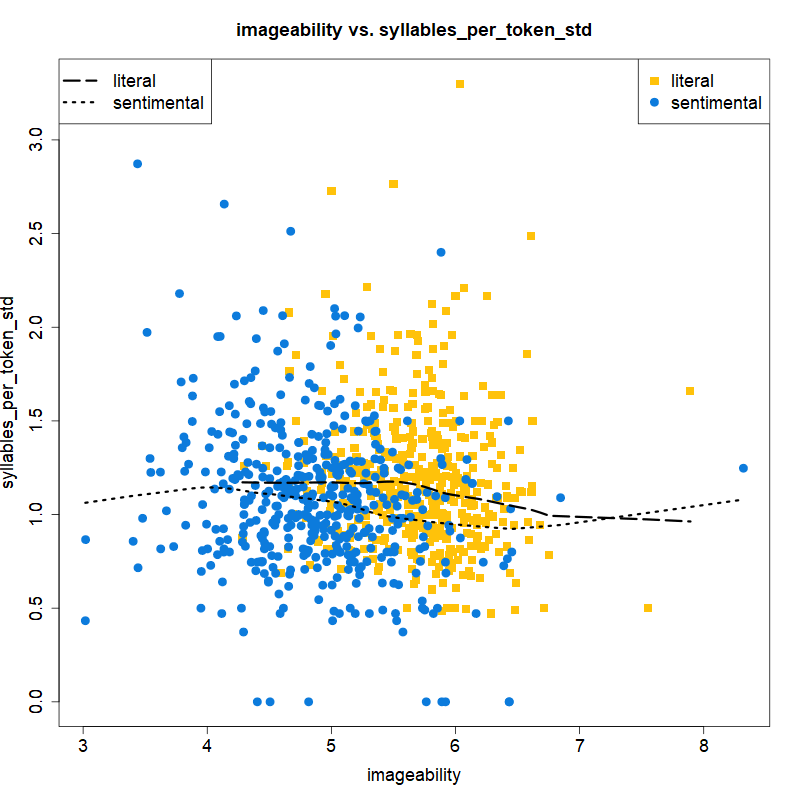 imageability vs. syllables_per_token_std
literal
sentimental
literal
sentimental
syllables_per_token_std
3.0
2.5
2.0
1.5
1.0
0.5
0.0
3 4 5 6 7 8
imageability